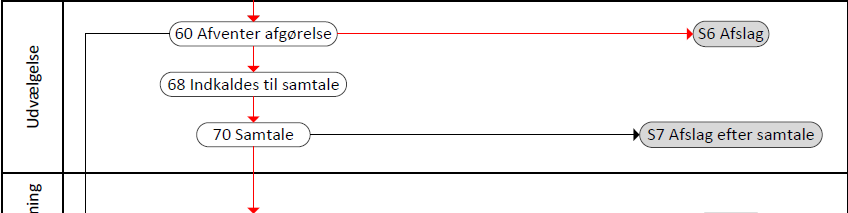 Udvælgelse
60 Afventer afgørelse
S6 Afslag
68 Indkaldes til samtale
70 Samtale
S7 Afslag efter samtale
ning